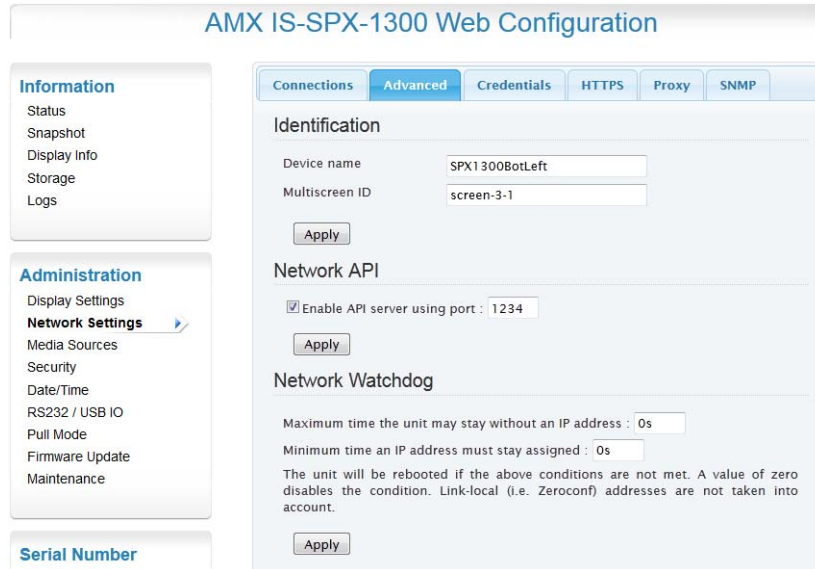 AMX IS-SPX-1300 Web Configuration
Information
Status
Snapshot
Display Info
Storage
Logs
Administration
Display Settings
Network Settings
Media Sources
Security
Date/Time
RS232 / USB IO
Pull Mode
Firmware Update
Maintenance
Serial Number
Connections
Advanced
Credentials
HTTPS
Proxy
SNMP
Identification
Device name
SPX1300BotLeft
Multiscreen ID
screen-3-1
Apply
Network API
Enable API server using port : 1234
Apply
Network Watchdog
Maximum time the unit may stay without an IP address : 0s
Minimum time an IP address must stay assigned : 0s
The unit will be rebooted if the above conditions are not met. A value of zero
disables the condition. Link-local (i.e. Zeroconf) addresses are not taken into
account.
Apply